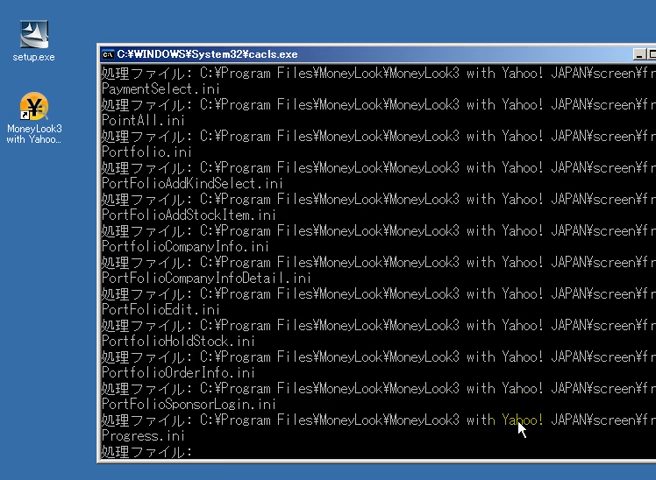 setup.exe
MoneyLook3
with Yahoo...
C:¥WINDOWS¥System32¥cacls.exe
処理ファイル: C:¥Program Files¥MoneyLook¥MoneyLook3 with Yahoo! JAPAN¥screen¥fr
PaymentSelect.ini
処理ファイル: C:¥Program Files¥MoneyLook¥MoneyLook3 with Yahoo! JAPAN¥screen¥fr
PointAll.ini
処理ファイル: C:¥Program Files¥MoneyLook¥MoneyLook3 with Yahoo! JAPAN¥screen¥fr
Portfolio.ini
処理ファイル: C:¥Program Files¥MoneyLook¥MoneyLook3 with Yahoo! JAPAN¥screen¥fr
PortFolioAddKindSelect.ini
処理ファイル: C:¥Program Files¥MoneyLook¥MoneyLook3 with Yahoo! JAPAN¥screen¥fr
PortFolioAddStockItem.ini
処理ファイル: C:¥Program Files¥MoneyLook¥MoneyLook3 with Yahoo! JAPAN¥screen¥fr
PortfolioCompanyInfo.ini
処理ファイル: C:¥Program Files¥MoneyLook¥MoneyLook3 with Yahoo! JAPAN¥screen¥fr
PortFolioCompanyInfoDetail.ini
処理ファイル: C:¥Program Files¥MoneyLook¥MoneyLook3 with Yahoo! JAPAN¥screen¥fr
PortFolioEdit.ini
処理ファイル: C:¥Program Files¥MoneyLook¥MoneyLook3 with Yahoo! JAPAN¥screen¥fr
PortfolioHoldStock.ini
処理ファイル: C:¥Program Files¥MoneyLook¥MoneyLook3 with Yahoo! JAPAN¥screen¥fr
PortfolioOrderInfo.ini
処理ファイル: C:¥Program Files¥MoneyLook¥MoneyLook3 with Yahoo! JAPAN¥screen¥fr
PortFolioSponsorLogin.ini
処理ファイル: C:¥Program Files¥MoneyLook¥MoneyLook3 with Yahoo! JAPAN¥screen¥fr
Progress.ini
処理ファイル: